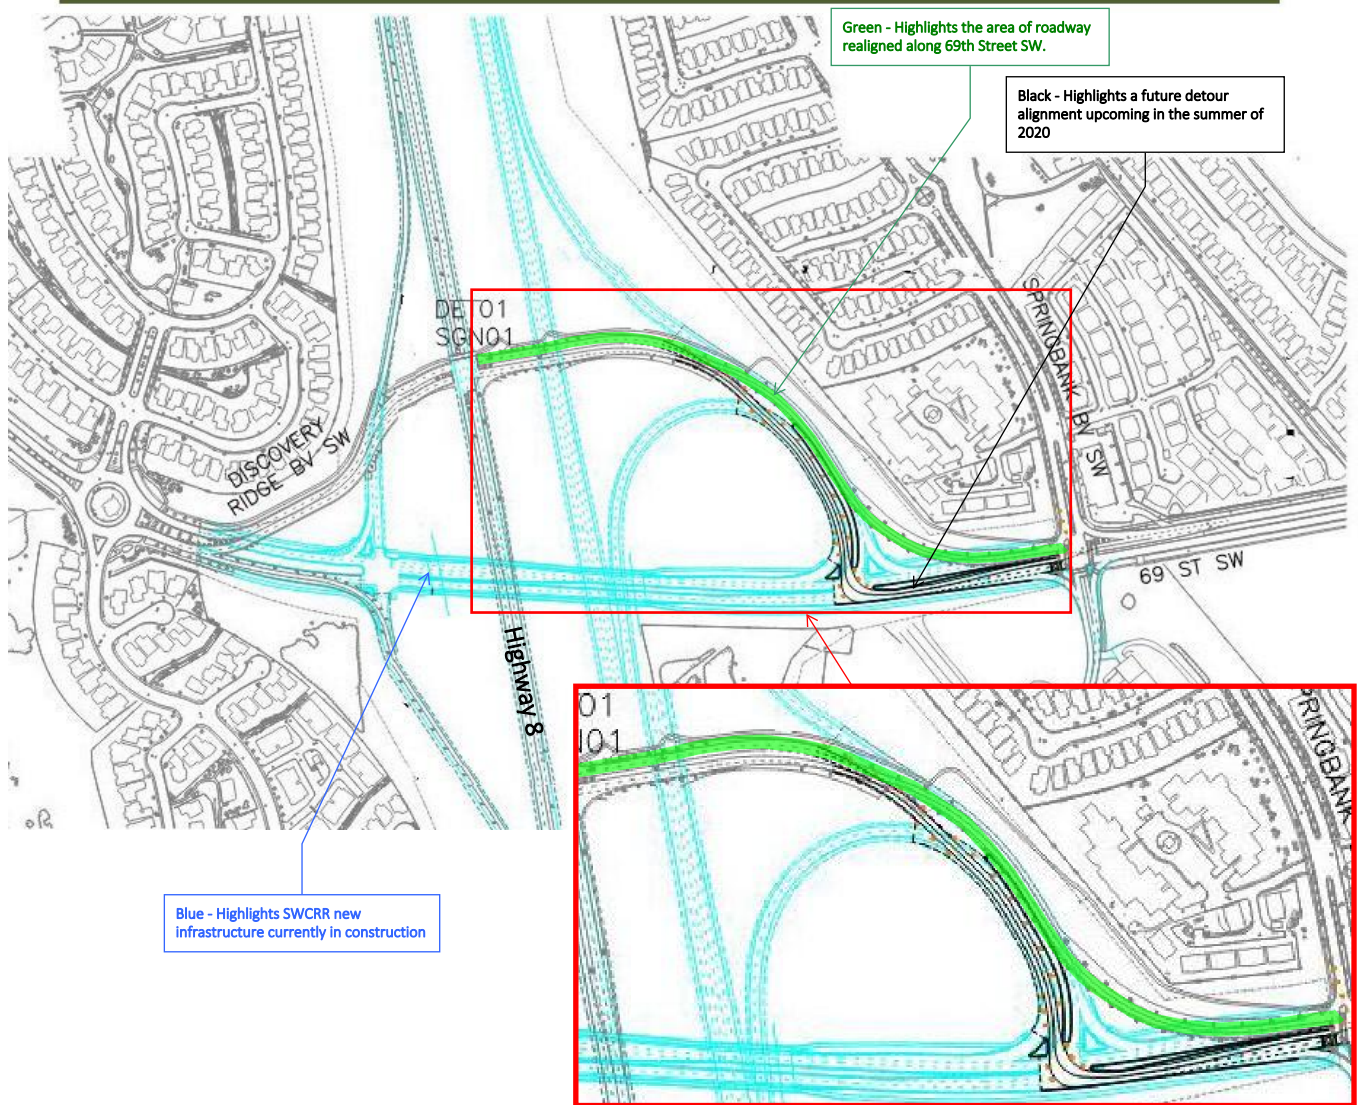 Green - Highlights the area of roadway
realigned along 69th Street SW.
Black - Highlights a future detour
alignment upcoming in the summer of
2020
DET01
SGN01
SPRINGBANK BV SW
DISCOVERY
RIDGE BV SW
69 ST SW
Highway 8
01
N01
PRINGBANK
Blue - Highlights SWCRR new
infrastructure currently in construction